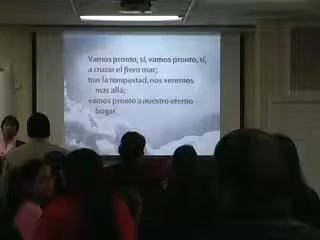 Vamos pronto, sí, vamos pronto, sí,
a cruzar el fiero mar;
tras la tempestad, nos veremos
más allá;
vamos pronto a nuestro eterno
hogar.